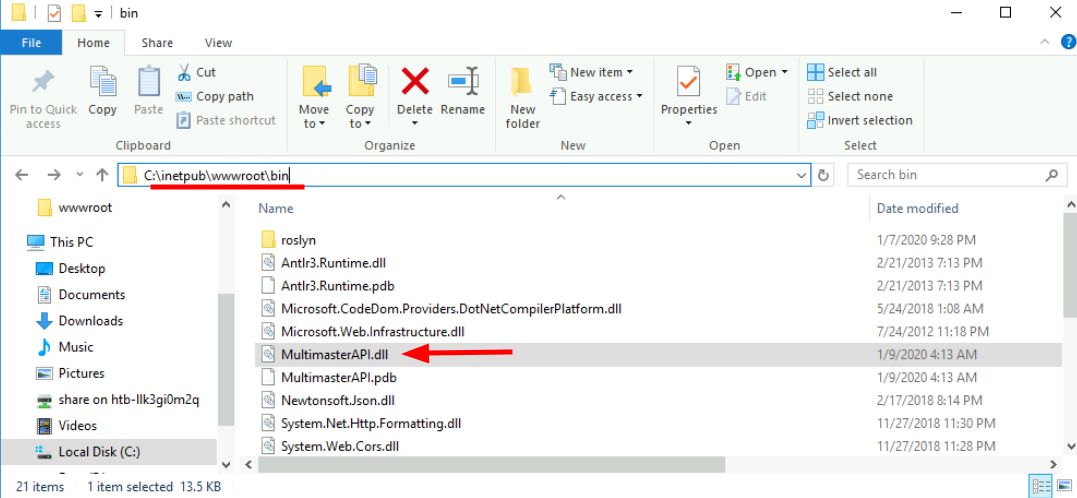 bin
File Home Share View
Pin to Quick access
Copy
Paste
Cut
Copy path
Paste shortcut
Clipboard
Move to
Copy to
Delete
Rename
Organize
New folder
New item
Easy access
New
Properties
Open
Edit
Open
Select all
Select none
Invert selection
Select
C:\inetpub\wwwroot\bin
Search bin
wwwroot
This PC
Desktop
Documents
Downloads
Music
Pictures
share on htb-llk3gi0m2q
Videos
Local Disk (C:)
Name Date modified
roslyn 1/7/2020 9:28 PM
Antlr3.Runtime.dll 2/21/2013 7:13 PM
Antlr3.Runtime.pdb 2/21/2013 7:13 PM
Microsoft.CodeDom.Providers.DotNetCompilerPlatform.dll 5/24/2018 1:08 AM
Microsoft.Web.Infrastructure.dll 7/24/2012 11:18 PM
MultimasterAPI.dll 1/9/2020 4:13 AM
MultimasterAPI.pdb 1/9/2020 4:13 AM
Newtonsoft.Json.dll 2/17/2018 8:14 PM
System.Net.Http.Formatting.dll 11/27/2018 11:30 PM
System.Web.Cors.dll 11/27/2018 11:28 PM
21 items 1 item selected 13.5 KB